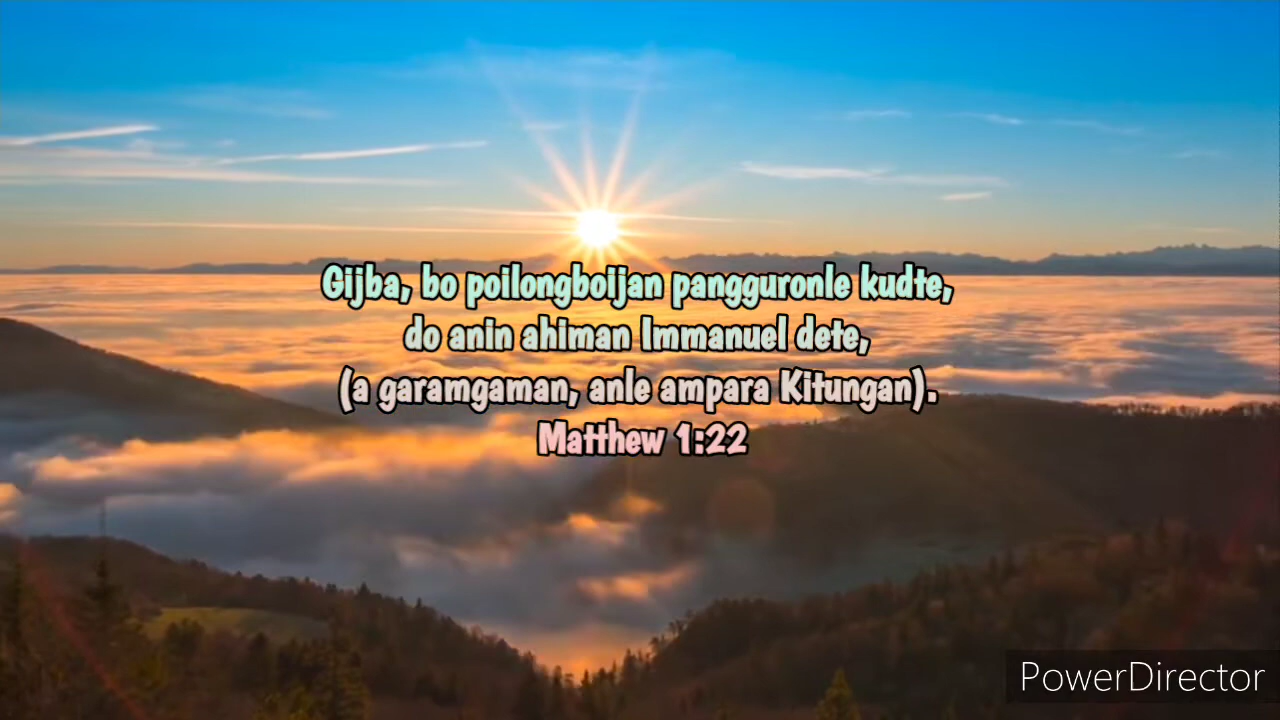 Gijba, bo poilongboijan pangguronle kudte,
do anin ahiman Immanuel dete,
(a garamgaman, anle ampara Kitungan).
Matthew 1:22
PowerDirector